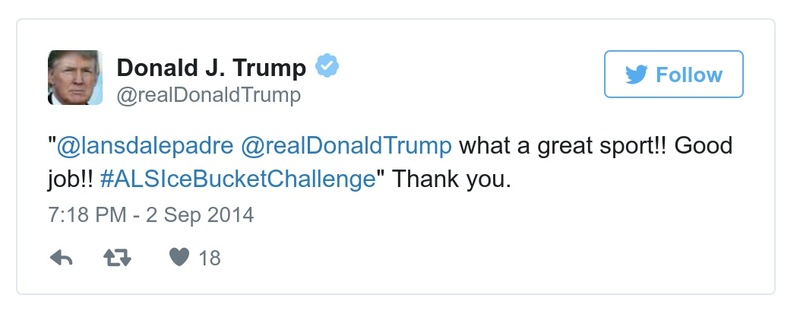 Donald J. Trump
@realDonaldTrump
Follow
"@lansdalepadre @realDonaldTrump what a great sport!! Good
job!! #ALSIceBucketChallenge" Thank you.
7:18 PM - 2 Sep 2014
18